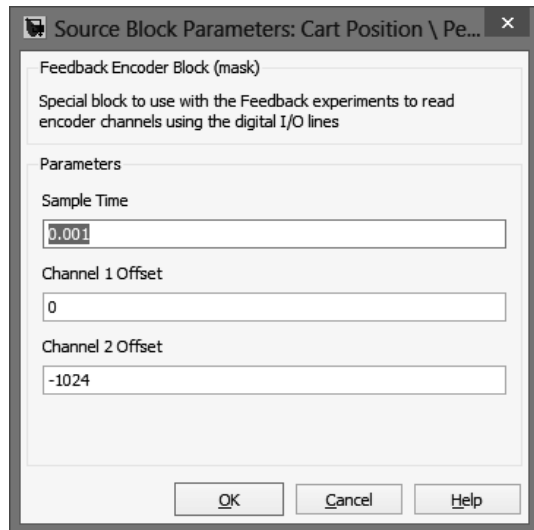 Source Block Parameters: Cart Position \ Pe...
Feedback Encoder Block (mask)
Special block to use with the Feedback experiments to read
encoder channels using the digital I/O lines
Parameters
Sample Time
0.001
Channel 1 Offset
0
Channel 2 Offset
-1024
OK Cancel Help